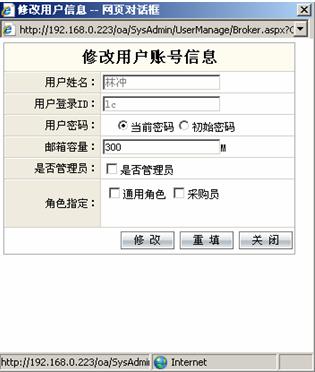 修改用户信息 -- 网页对话框
http://192.168.0.223/oa/SysAdmin/UserManage/Broker.aspx?C
修改用户账号信息
用户姓名： 林冲
用户登录ID： lc
用户密码： 当前密码 初始密码
邮箱容量： 300 M
是否管理员： 是否管理员
角色指定： 通用角色 采购员
修 改 重 填 关 闭
http://192.168.0.223/oa/SysAdmi Internet